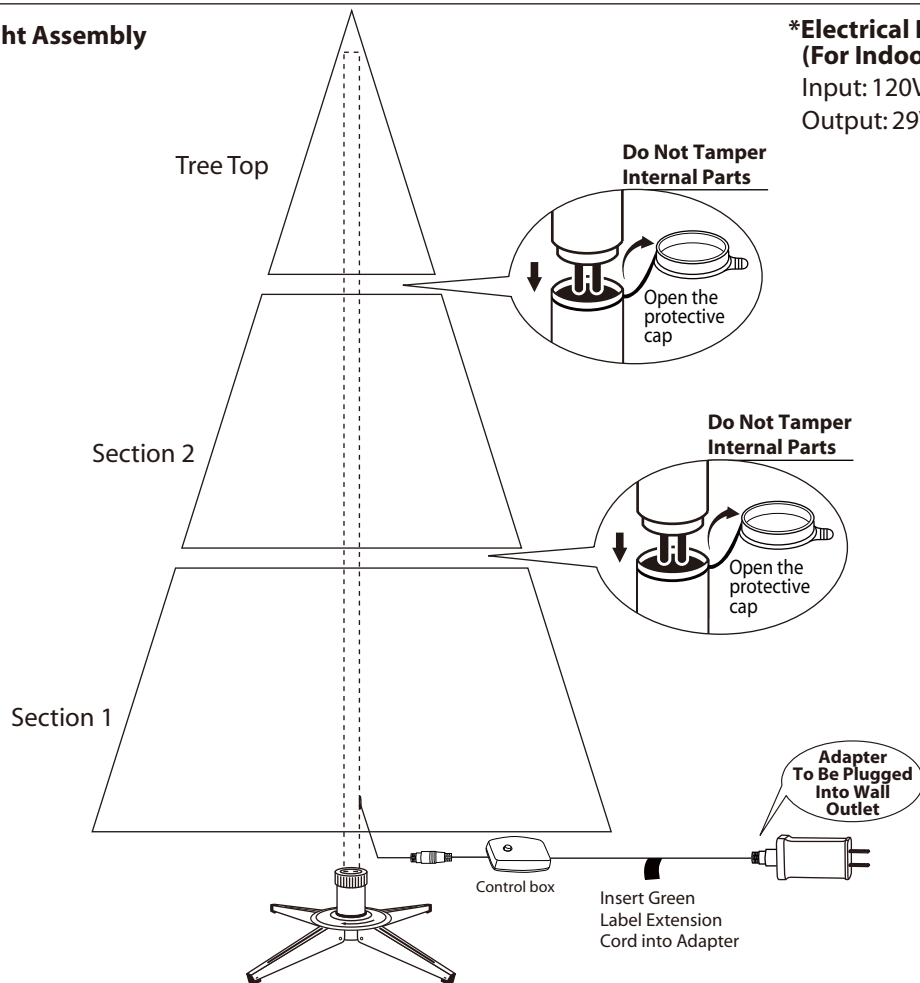 ht Assembly
*Electrical
(For Indoo
Input: 120V
Output: 29
Tree Top
Do Not Tamper
Internal Parts
Open the
protective
cap
Section 2
Do Not Tamper
Internal Parts
Open the
protective
cap
Section 1
Adapter
To Be Plugged
Into Wall
Outlet
Control box
Insert Green
Label Extension
Cord into Adapter